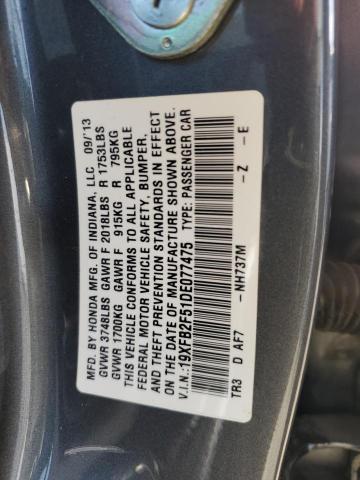 MFD. BY HONDA MFG. OF INDIANA, LLC 09/13
GVWR 3748LBS GAWR F 2018LBS R 1753LBS
GVWR 1700KG GAWR F 915KG R 795KG
THIS VEHICLE CONFORMS TO ALL APPLICABLE
FEDERAL MOTOR VEHICLE SAFETY, BUMPER,
AND THEFT PREVENTION STANDARDS IN EFFECT
ON THE DATE OF MANUFACTURE SHOWN ABOVE.
V.I.N.:19XFB2F51DE077475 TYPE: PASSENGER CAR
TR3 D AF7 -NH737M -Z -E